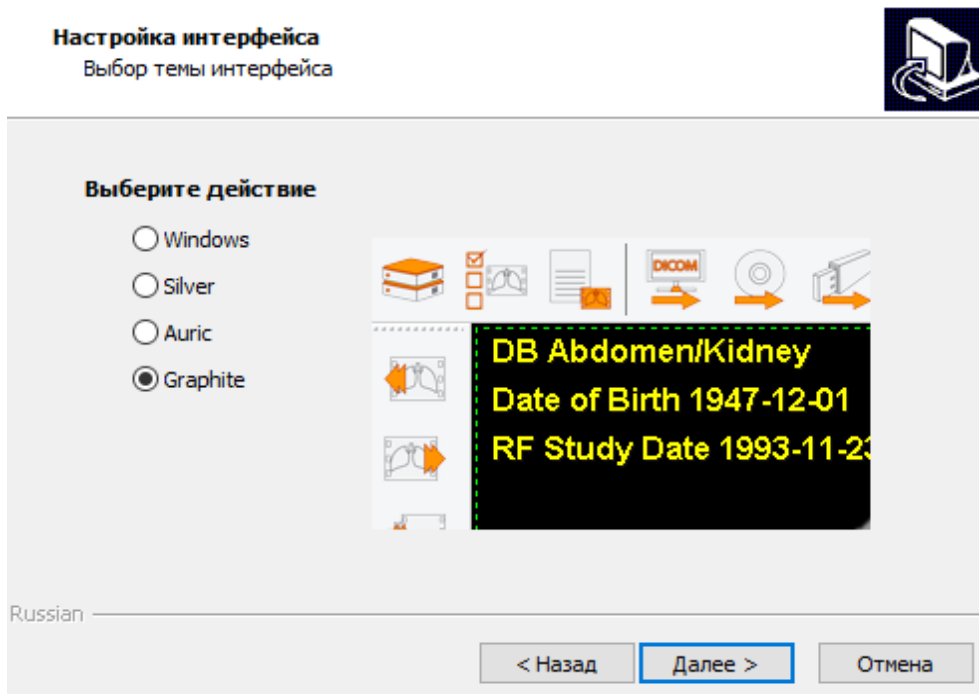 Настройка интерфейса
Выбор темы интерфейса
Выберите действие
Windows
Silver
Auric
Graphite
DICOM
DB Abdomen/Kidney
Date of Birth 1947-12-01
RF Study Date 1993-11-23
Russian
< Назад
Далее >
Отмена